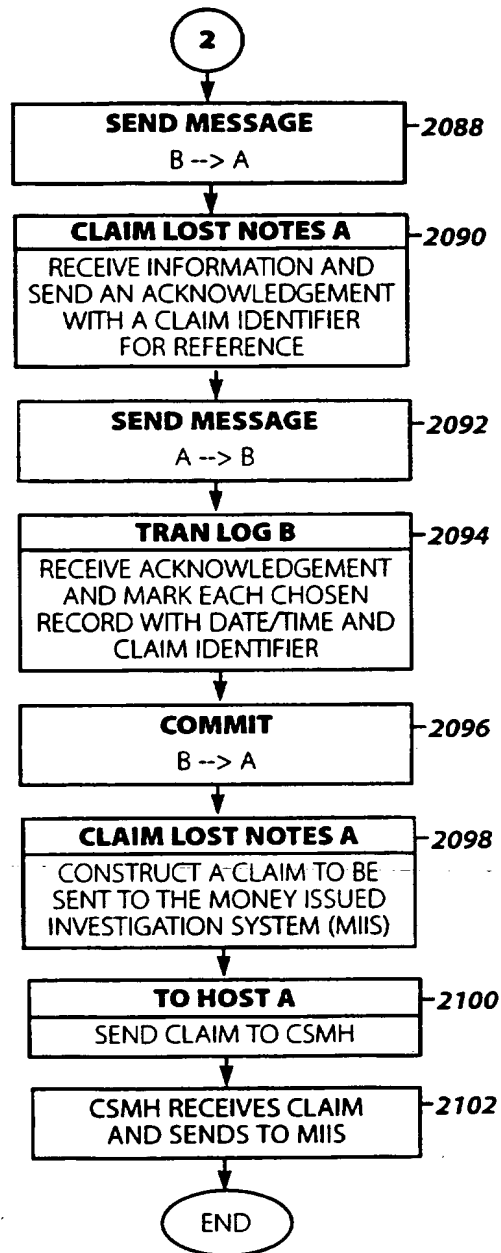 2
SEND MESSAGE
2088
B --> A
CLAIM LOST NOTES A
2090
RECEIVE INFORMATION AND
SEND AN ACKNOWLEDGEMENT
WITH A CLAIM IDENTIFIER
FOR REFERENCE
SEND MESSAGE
2092
A --> B
TRAN LOG B
2094
RECEIVE ACKNOWLEDGEMENT
AND MARK EACH CHOSEN
RECORD WITH DATE/TIME AND
CLAIM IDENTIFIER
COMMIT
2096
B --> A
CLAIM LOST NOTES A
2098
CONSTRUCT A CLAIM TO BE
SENT TO THE MONEY ISSUED
INVESTIGATION SYSTEM (MIIS)
TO HOST A
2100
SEND CLAIM TO CSMH
CSMH RECEIVES CLAIM
2102
AND SENDS TO MIIS
END